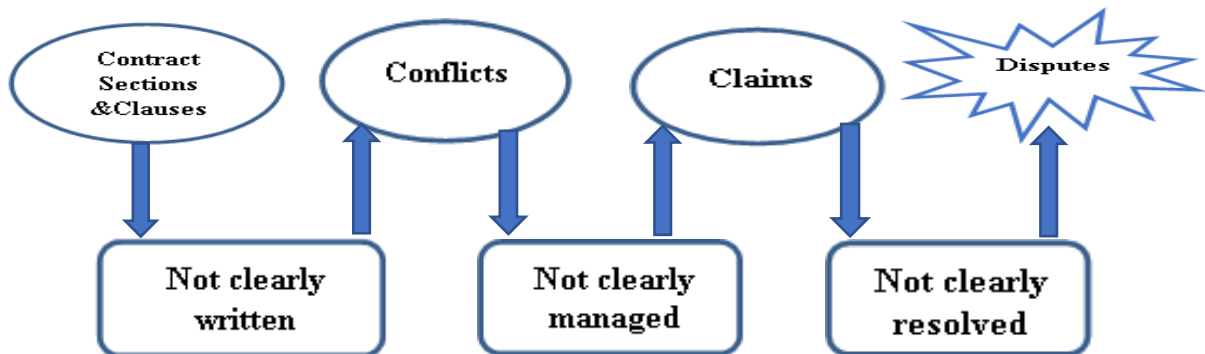 Contract
Sections
&Clauses
Conflicts
Claims
Disputes
Not clearly
written
Not clearly
managed
Not clearly
resolved